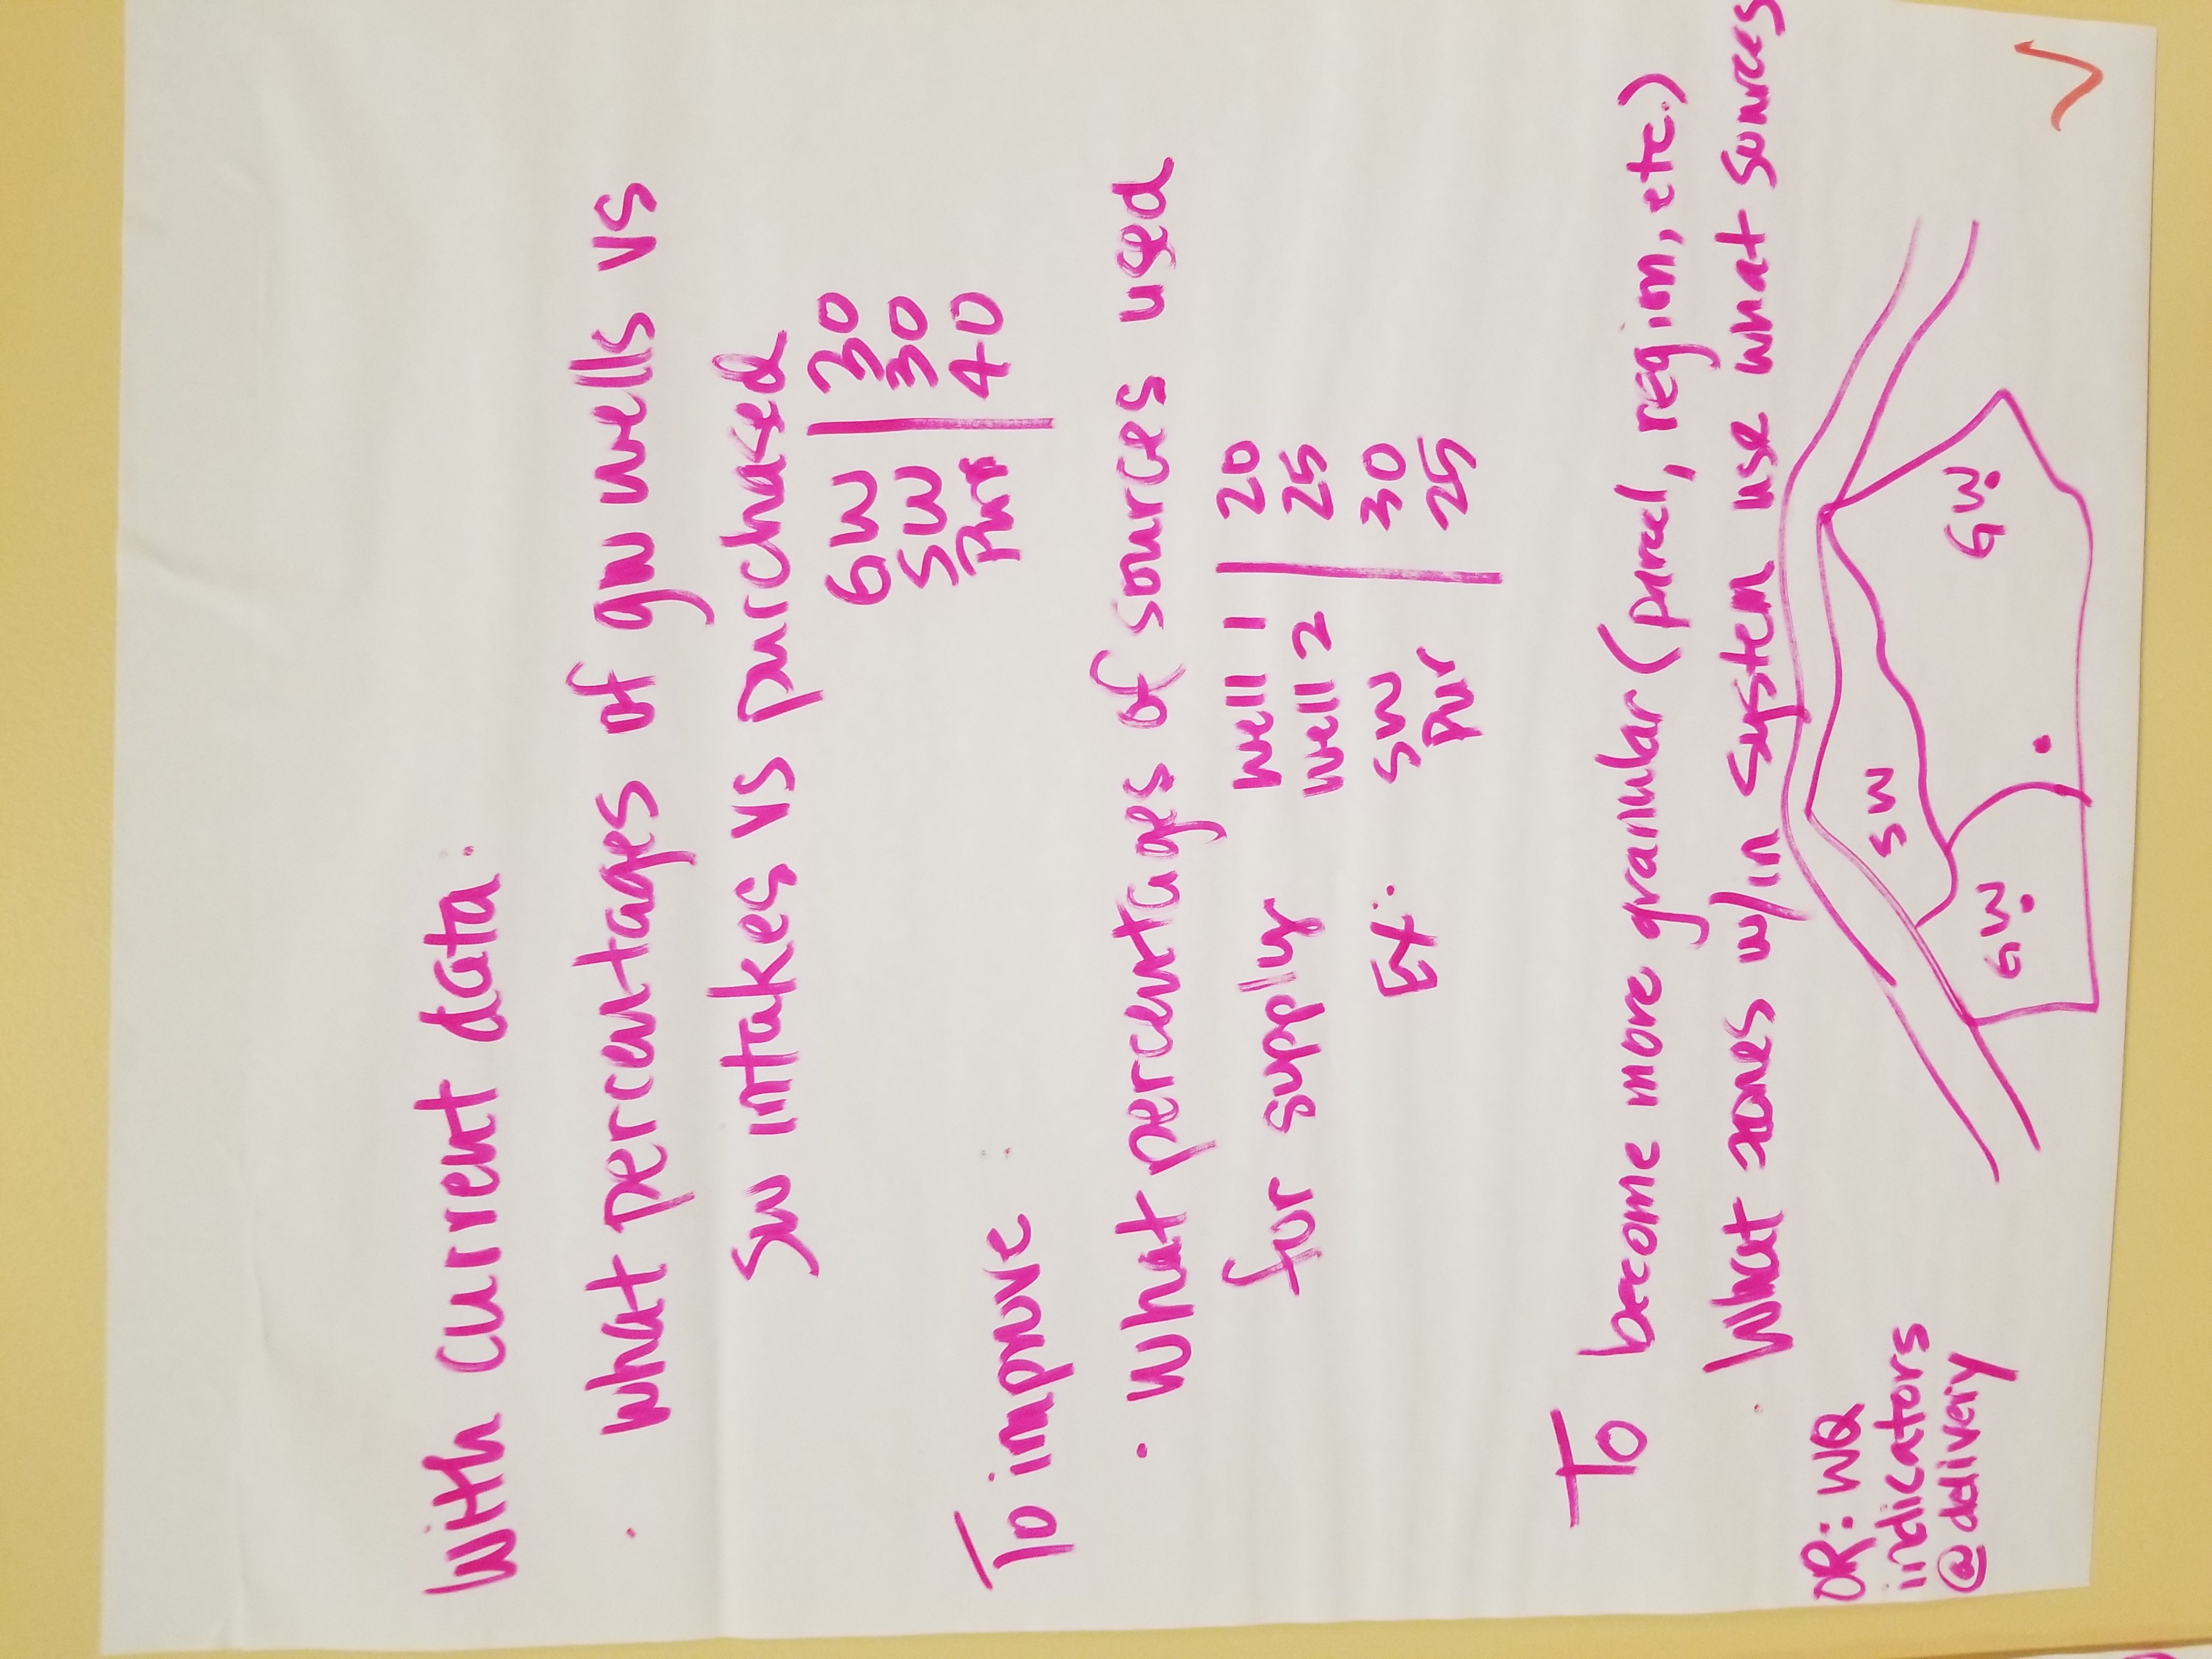 With current data:
· What percentages of gw wells vs
SW intakes vs purchased
GW | 30
SW | 30
Pur | 40
To improve :
· What percentages of sources used
for supply
Well 1 | 20
Well 2 | 25
Ex: SW | 30
Pur | 25
To become more granular (parcel, region, etc.)
· What zones w/in system use what sources
OR: WQ
indicators
@delivery
SW
GW
GW